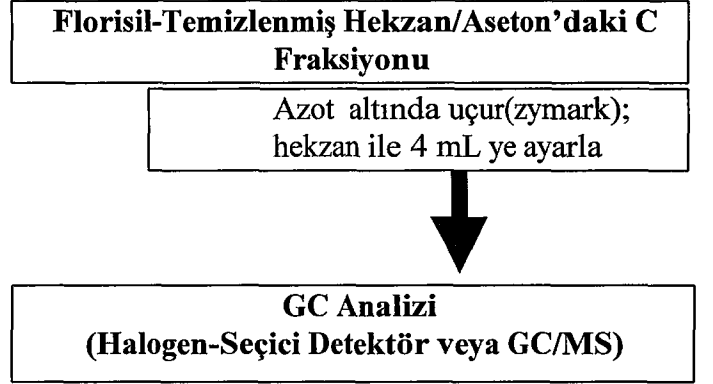 Florisil-Temizlenmiş Hekzan/Aseton’daki C
Fraksiyonu
Azot altında uçur(zymark);
hekzan ile 4 mL ye ayarla
GC Analizi
(Halogen-Seçici Detektör veya GC/MS)